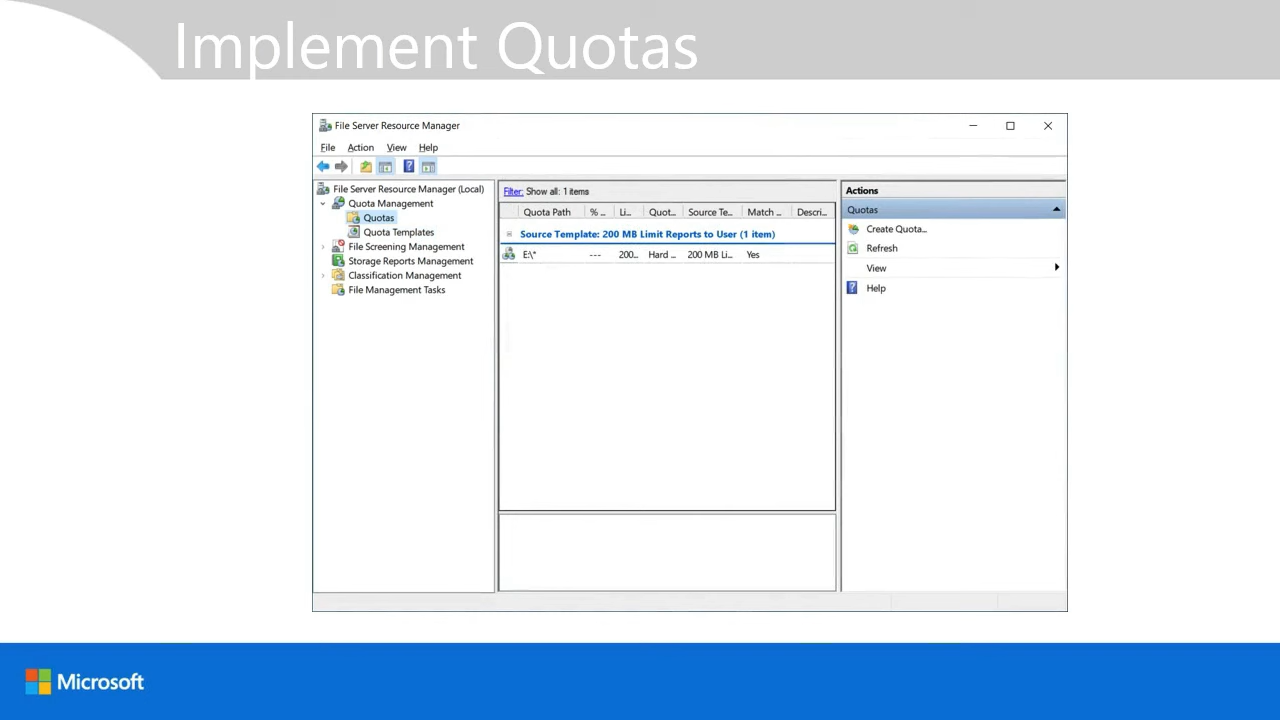 Implement Quotas
File Server Resource Manager
File Action View Help
File Server Resource Manager (Local)
Quota Management
Quotas
Quota Templates
File Screening Management
Storage Reports Management
Classification Management
File Management Tasks
Filter: Show all: 1 items
Quota Path % ... Li... Quot... Source Te... Match ... Descri...
Source Template: 200 MB Limit Reports to User (1 item)
E:\* --- 200... Hard ... 200 MB Li... Yes
Actions
Quotas
Create Quota...
Refresh
View
Help
Microsoft